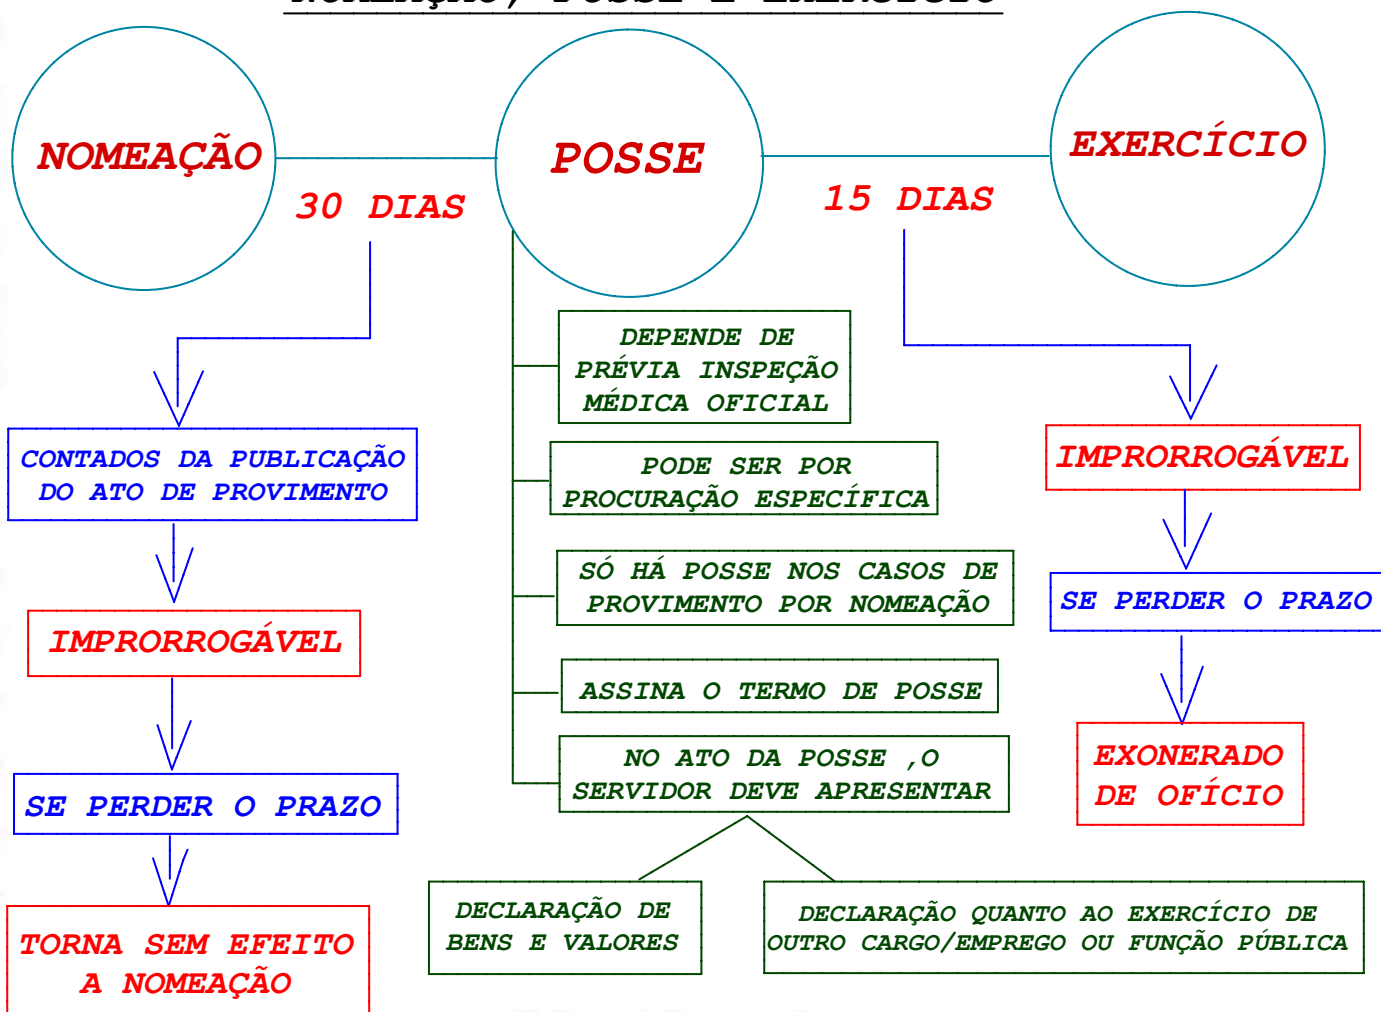 NOMEAÇÃO, POSSE E EXERCÍCIO
NOMEAÇÃO
POSSE
EXERCÍCIO
30 DIAS
15 DIAS
CONTADOS DA PUBLICAÇÃO
DO ATO DE PROVIMENTO
IMPRORROGÁVEL
SE PERDER O PRAZO
TORNA SEM EFEITO
A NOMEAÇÃO
DEPENDE DE
PRÉVIA INSPEÇÃO
MÉDICA OFICIAL
PODE SER POR
PROCURAÇÃO ESPECÍFICA
SÓ HÁ POSSE NOS CASOS DE
PROVIMENTO POR NOMEAÇÃO
ASSINA O TERMO DE POSSE
NO ATO DA POSSE ,O
SERVIDOR DEVE APRESENTAR
DECLARAÇÃO DE
BENS E VALORES
DECLARAÇÃO QUANTO AO EXERCÍCIO DE
OUTRO CARGO/EMPREGO OU FUNÇÃO PÚBLICA
IMPRORROGÁVEL
SE PERDER O PRAZO
EXONERADO
DE OFÍCIO